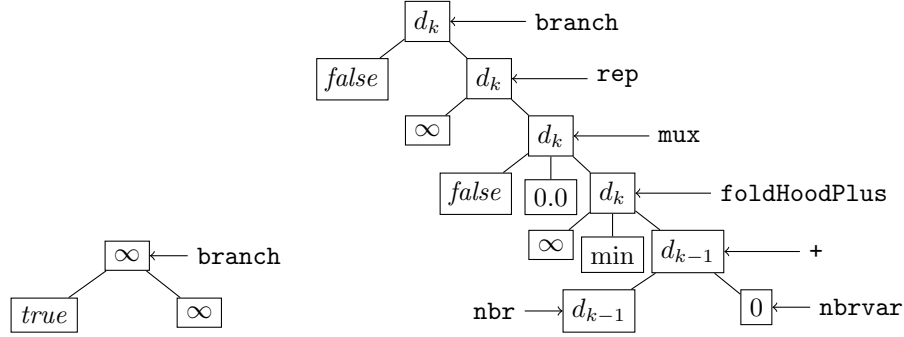 d_k branch
false d_k rep
∞ d_k mux
false 0.0 d_k foldHoodPlus
∞ min d_{k−1} +
nbr d_{k−1} 0 nbrvar
∞ branch
true ∞